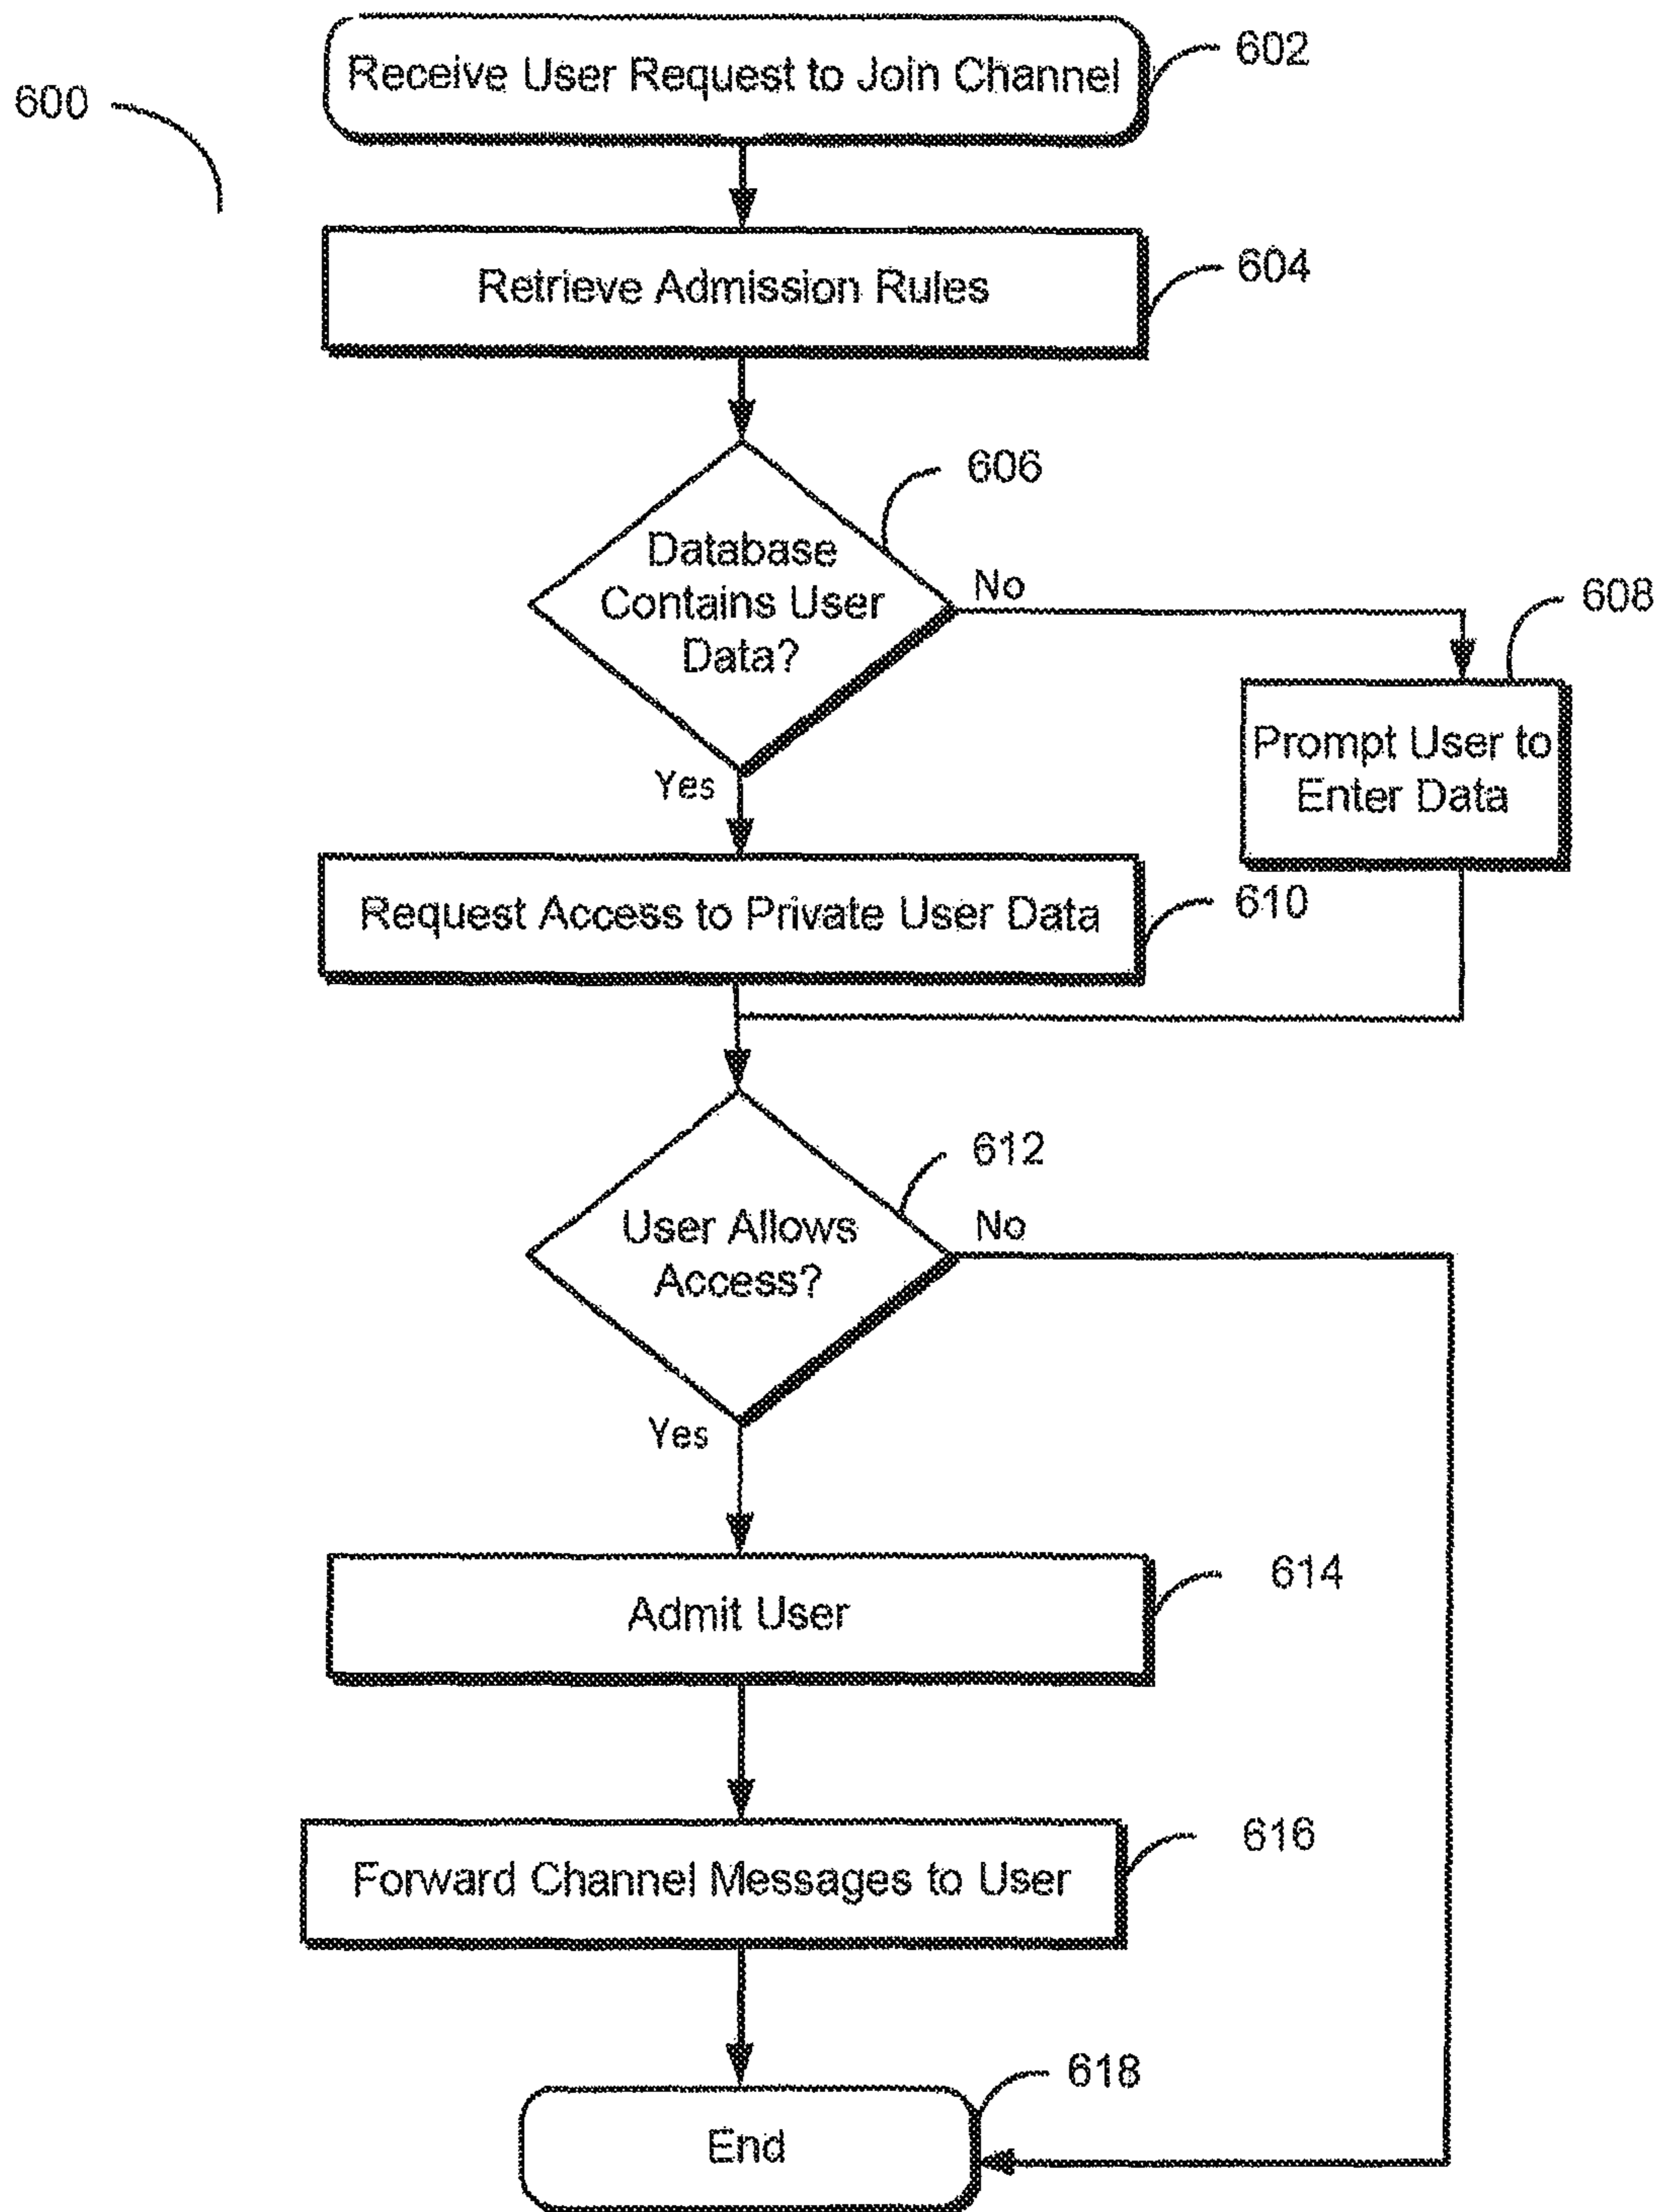 Receive User Request to Join Channel
602
600
Retrieve Admission Rules
604
606
Database
Contains User
Data?
No
608
Prompt User to
Enter Data
Yes
Request Access to Private User Data
610
612
User Allows
Access?
No
Yes
Admit User
614
Forward Channel Messages to User
616
End
618